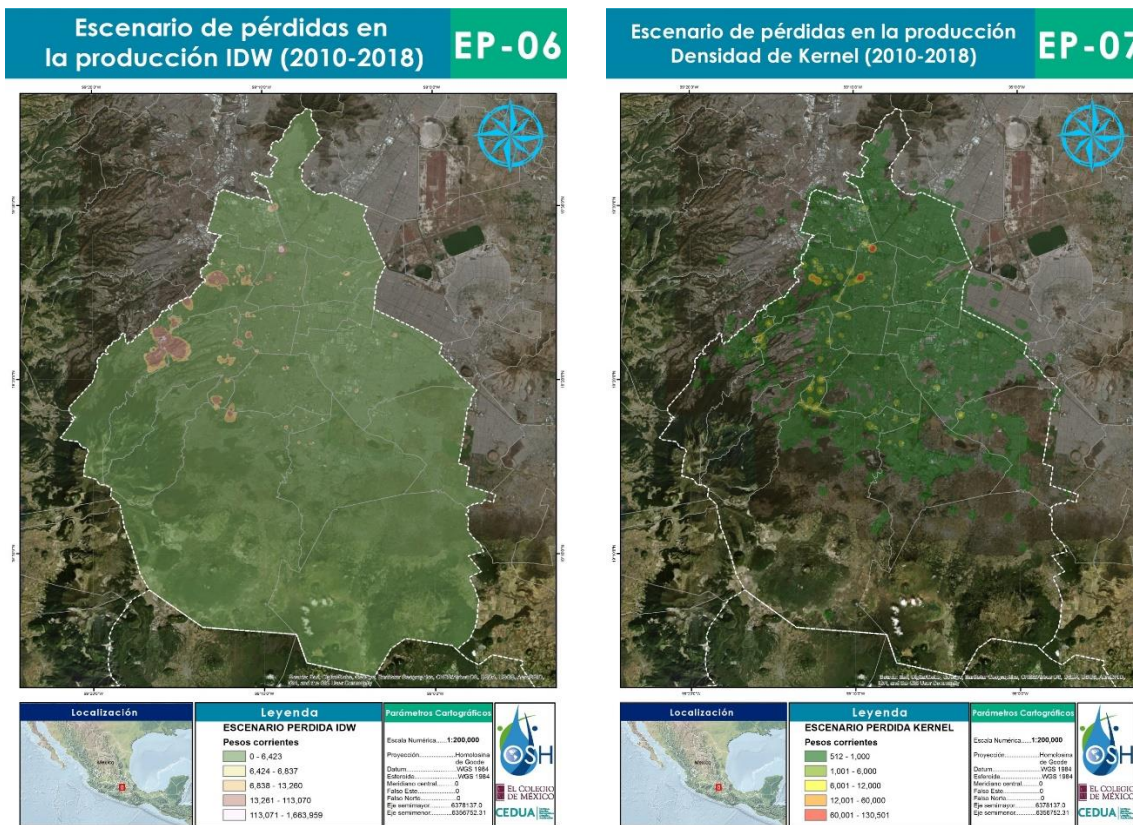 Escenario de pérdidas en
la producción IDW (2010-2018)
EP-06
Localización
México
Leyenda
ESCENARIO PERDIDA IDW
Pesos corrientes
0 - 6,423
6,424 - 6,837
6,838 - 13,260
13,261 - 113,070
113,071 - 1,663,959
Parámetros Cartográficos
Escala Numérica......1:200,000
Proyección............Homolosina
de Goode
Datum....................WGS 1984
Esferoide...............WGS 1984
Meridiano central.......0
Falso Este................0
Falso Norte..............0
Eje semimayor......6378137.0
Eje semimenor......6356752.31
OSH
EL COLEGIO
DE MÉXICO
CEDUA
Escenario de pérdidas en la producción
Densidad de Kernel (2010-2018)
EP-07
Localización
México
Leyenda
ESCENARIO PERDIDA KERNEL
Pesos corrientes
512 - 1,000
1,001 - 6,000
6,001 - 12,000
12,001 - 60,000
60,001 - 130,501
Parámetros Cartográficos
Escala Numérica......1:200,000
Proyección............Homolosina
de Goode
Datum....................WGS 1984
Esferoide...............WGS 1984
Meridiano central.......0
Falso Este................0
Falso Norte..............0
Eje semimayor......6378137.0
Eje semimenor......6356752.31
OSH
EL COLEGIO
DE MÉXICO
CEDUA